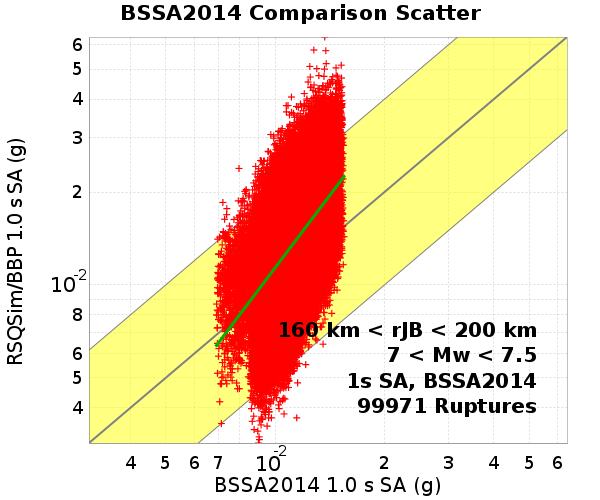 BSSA2014 Comparison Scatter
RSQSim/BBP 1.0 s SA (g)
6
5
4
3
2
10-2
8
6
5
4
160 km < rJB < 200 km
7 < Mw < 7.5
1s SA, BSSA2014
99971 Ruptures
4 5 6 7 10-2 2 3 4 5 6
BSSA2014 1.0 s SA (g)